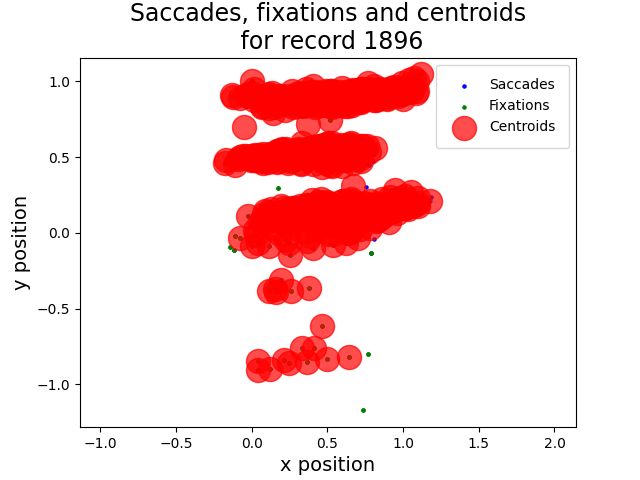 Saccades, fixations and centroids
for record 1896
Saccades
Fixations
Centroids
1.0
0.5
0.0
−0.5
−1.0
y position
−1.0
−0.5
0.0
0.5
1.0
1.5
2.0
x position